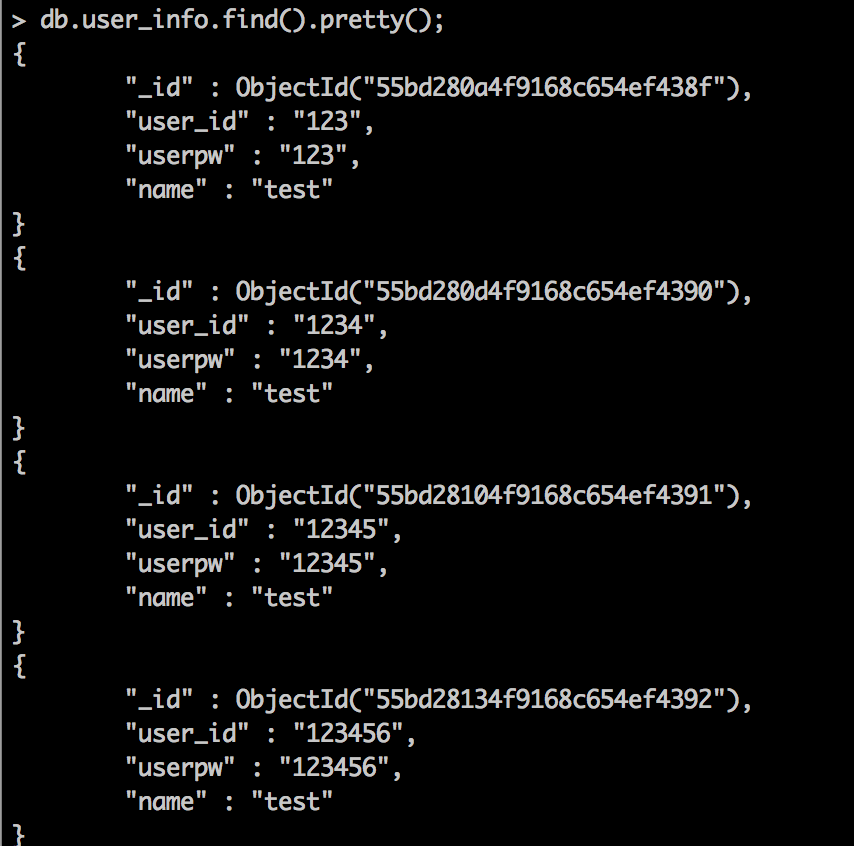 > db.user_info.find().pretty();
{
"_id" : ObjectId("55bd280a4f9168c654ef438f"),
"user_id" : "123",
"userpw" : "123",
"name" : "test"
}
{
"_id" : ObjectId("55bd280d4f9168c654ef4390"),
"user_id" : "1234",
"userpw" : "1234",
"name" : "test"
}
{
"_id" : ObjectId("55bd28104f9168c654ef4391"),
"user_id" : "12345",
"userpw" : "12345",
"name" : "test"
}
{
"_id" : ObjectId("55bd28134f9168c654ef4392"),
"user_id" : "123456",
"userpw" : "123456",
"name" : "test"
}